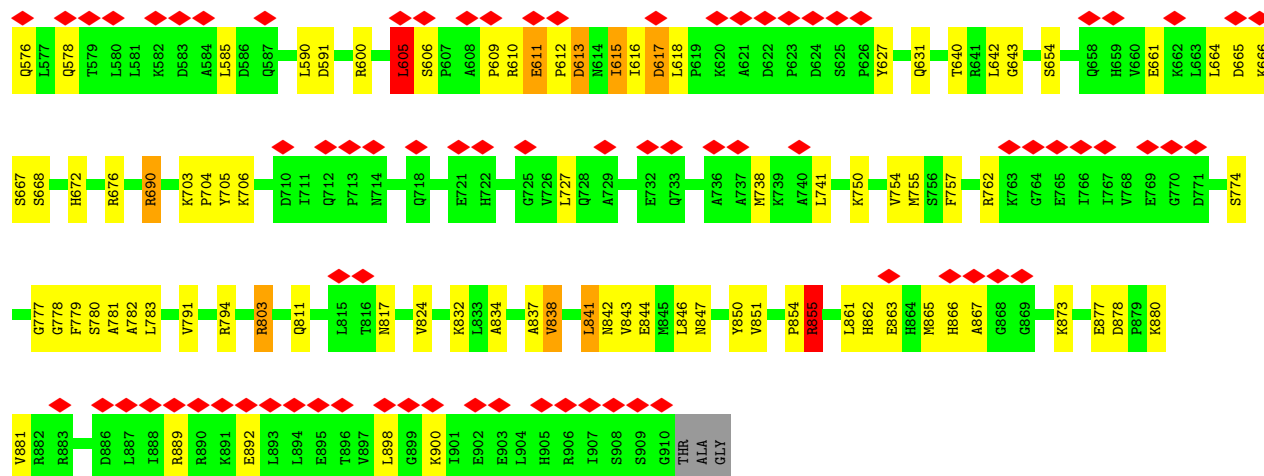 Q576 L577 Q578 T579 L580 L581 K582 D583 A584 L585 D586 Q587 L590 D591 R600 L605 S606 P607 A608 P609 R610 E611 P612 D613 N614 I615 I616 D617 L618 P619 K620 A621 D622 P623 D624 S625 P626 Y627 Q631 T640 R641 L642 G643 S654 Q658 H659 V660 E661 K662 L663 L664 D665 K666
S667 S668 H672 R676 R690 K703 P704 Y705 K706 D710 I711 Q712 P713 N714 Q718 E721 H722 G725 V726 L727 Q728 A729 E732 Q733 A736 A737 M738 K739 A740 L741 K750 V754 M755 S756 F757 R762 K763 G764 E765 I766 I767 V768 E769 G770 D771 S774
G777 G778 F779 S780 A781 A782 L783 V791 R794 R803 Q811 L815 T816 N817 V824 K832 L833 A834 A837 V838 L841 N842 V843 E844 M845 L846 N847 Y850 V851 P854 R855 L861 H862 E863 H864 M865 H866 A867 G868 G869 K873 E877 D878 P879 K880
V881 R882 R883 D886 L887 I888 R889 R890 K891 E892 L893 L894 E895 T896 V897 L898 G899 K900 I901 E902 E903 L904 H905 R906 I907 S908 S909 G910 THR ALA GLY